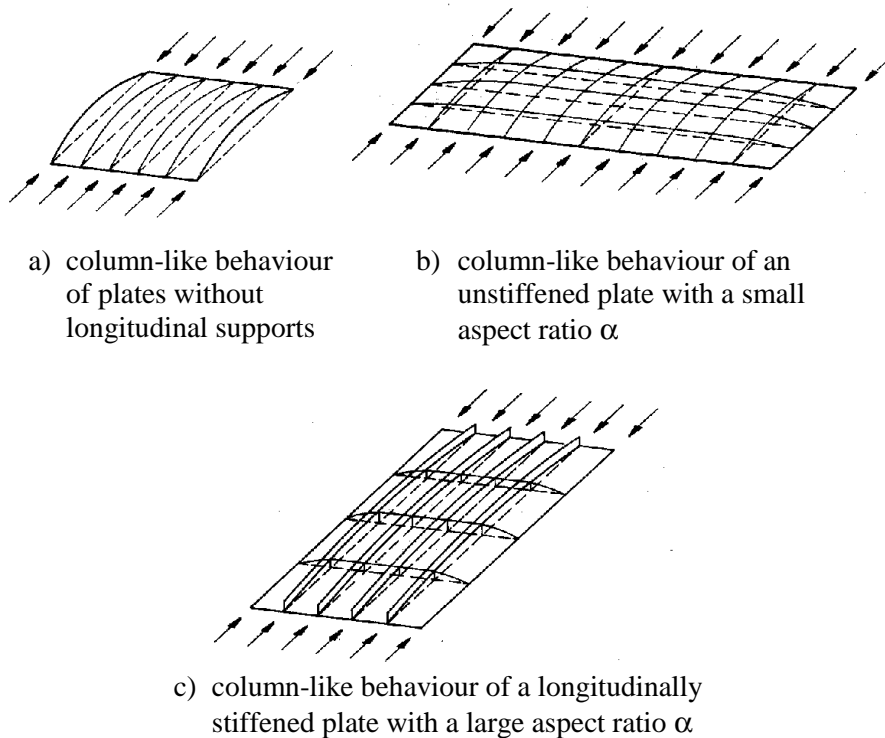 a) column-like behaviour
of plates without
longitudinal supports
b) column-like behaviour of an
unstiffened plate with a small
aspect ratio α
c) column-like behaviour of a longitudinally
stiffened plate with a large aspect ratio α